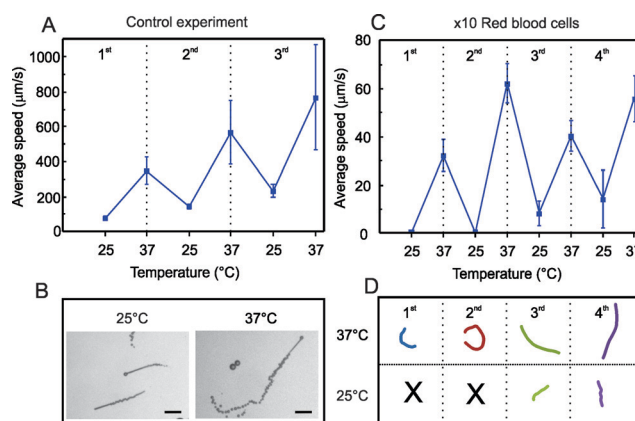 A
Control experiment
1st
2nd
3rd
Average speed (μm/s)
1000
800
600
400
200
0
25
37
25
37
25
37
Temperature (°C)
B
25°C
37°C
C
x10 Red blood cells
1st
2nd
3rd
4th
Average speed (μm/s)
80
60
40
20
0
25
37
25
37
25
37
25
37
Temperature (°C)
D
1st
2nd
3rd
4th
37°C
25°C
X
X